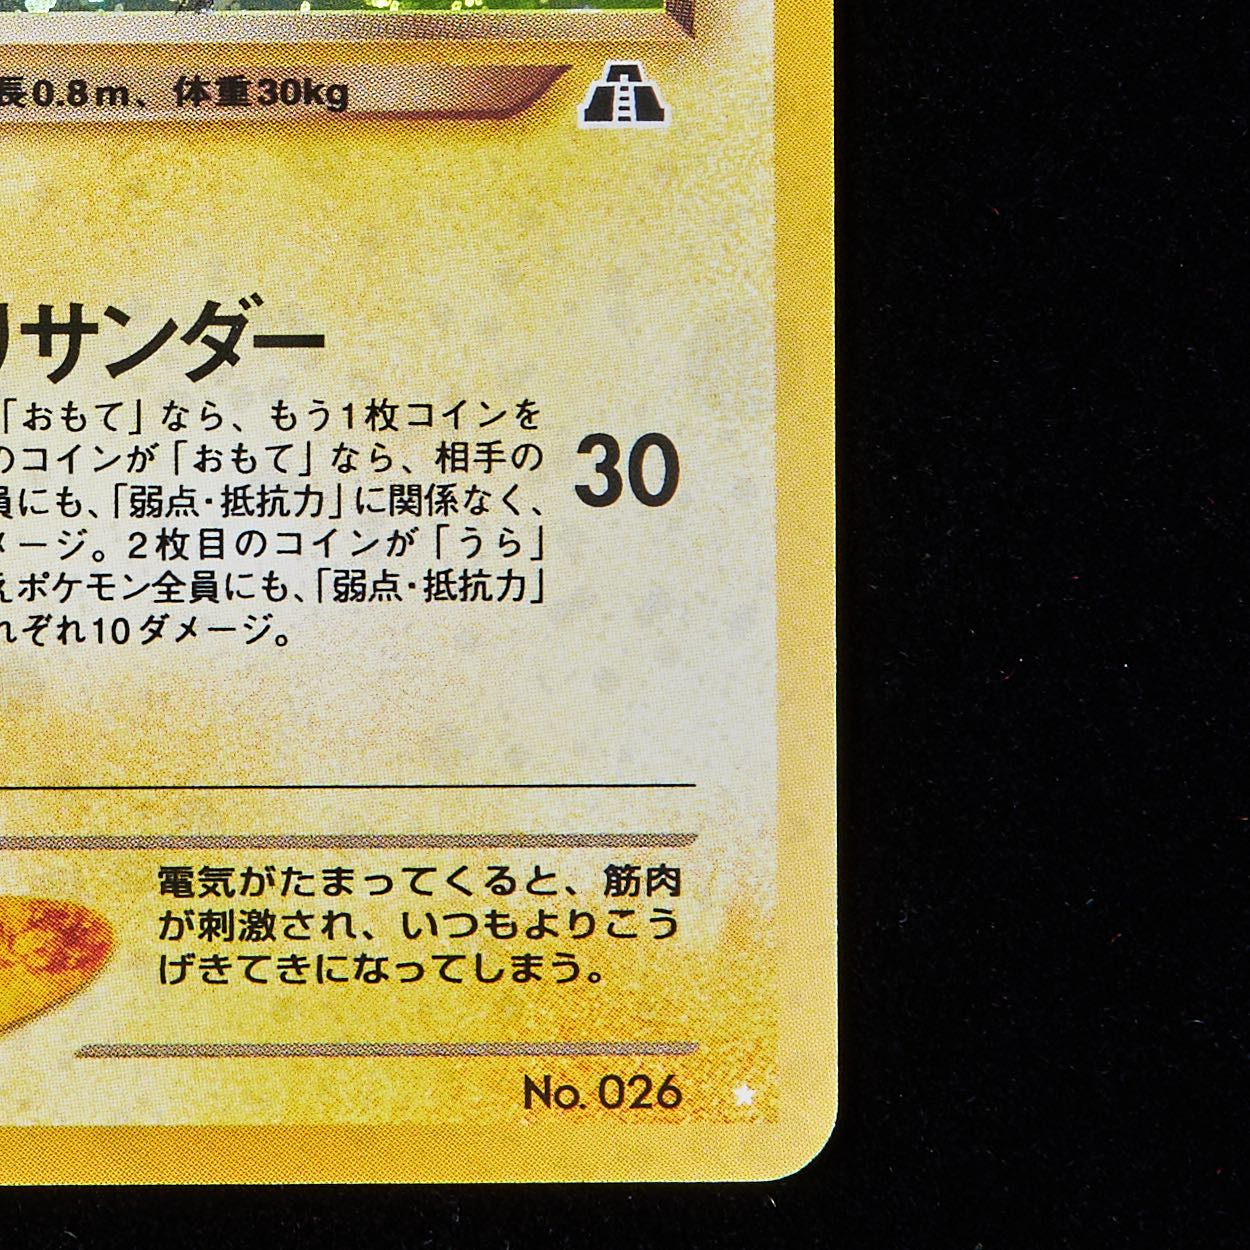 長0.8m、体重30kg
リサンダー
「おもて」なら、もう1枚コインを
のコインが「おもて」なら、相手の
員にも、「弱点・抵抗力」に関係なく、
メージ。2枚目のコインが「うら」
えポケモン全員にも、「弱点・抵抗力」
れぞれ10ダメージ。
30
電気がたまってくると、筋肉
が刺激され、いつもよりこう
げきてきになってしまう。
No. 026